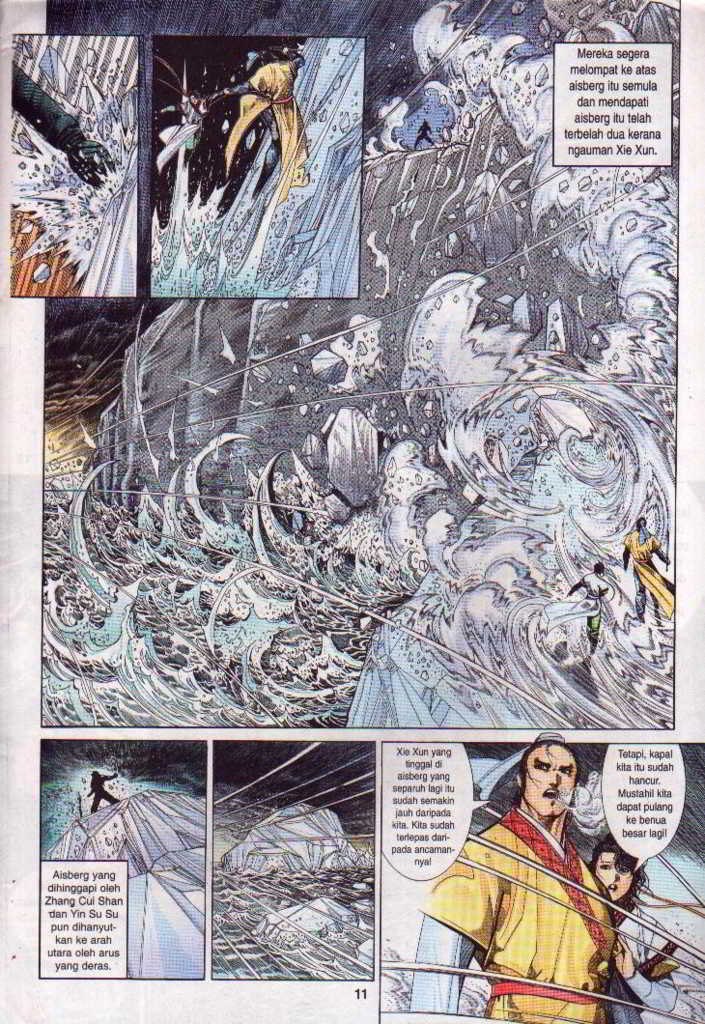 Mereka segera
melompat ke atas
aisberg itu semula
dan mendapati
aisberg itu telah
terbelah dua kerana
ngauman Xie Xun.
Aisberg yang
dihinggapi oleh
Zhang Cui Shan
dan Yin Su Su
pun dihanyut-
kan ke arah
utara oleh arus
yang deras.
Xie Xun yang
tinggal di
aisberg yang
separuh lagi itu
sudah semakin
jauh daripada
kita. Kita sudah
terlepas dari-
pada ancaman-
nya!
Tetapi, kapal
kita itu sudah
hancur.
Mustahil kita
dapat pulang
ke benua
besar lagi!
11